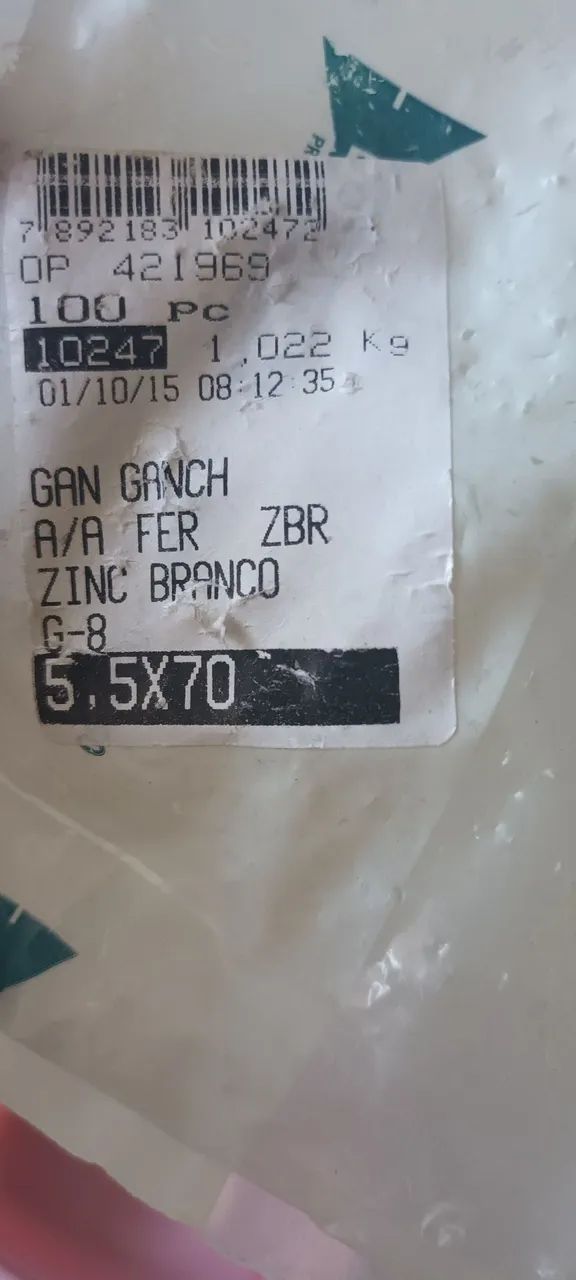 PR
7 892183 102472
OP 421969
100 Pc
10247 1,022 Kg
01/10/15 08:12:35
GAN GANCH
A/A FER ZBR
ZINC BRANCO
G-8
5,5X70